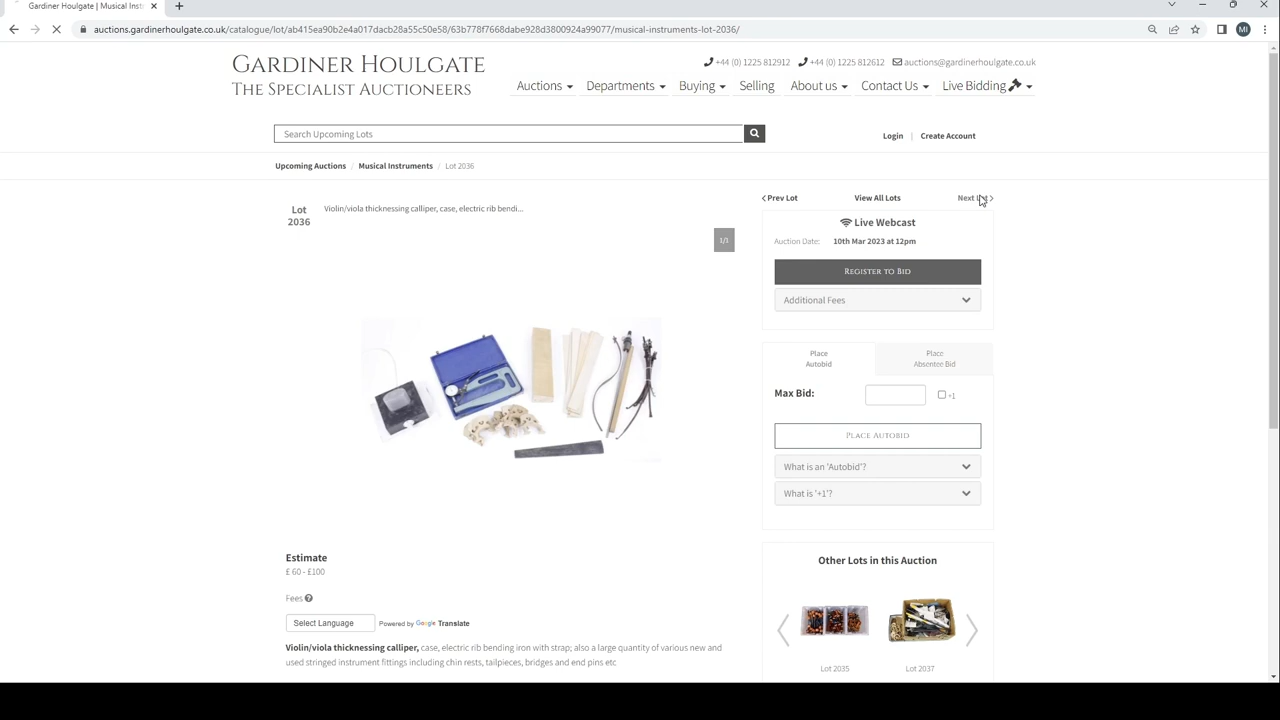 Gardiner Houlgate | Musical Instr
auctions.gardinerhoulgate.co.uk/catalogue/lot/ab415ea90b2e4a017dacb28a55c50e58/63b778f7668dabe928d3800924a99077/musical-instruments-lot-2036/
MI
GARDINER HOULGATE
THE SPECIALIST AUCTIONEERS
+44 (0) 1225 812912 +44 (0) 1225 812612 auctions@gardinerhoulgate.co.uk
Auctions Departments Buying Selling About us Contact Us Live Bidding
Search Upcoming Lots
Login | Create Account
Upcoming Auctions / Musical Instruments / Lot 2036
Lot
2036
Violin/viola thicknessing calliper, case, electric rib bendi...
1/1
Prev Lot View All Lots Next Lot
Live Webcast
Auction Date: 10th Mar 2023 at 12pm
REGISTER TO BID
Additional Fees
Place
Autobid
Place
Absentee Bid
Max Bid: +1
PLACE AUTOBID
What is an 'Autobid'?
What is '+1'?
Other Lots in this Auction
Lot 2035 Lot 2037
Estimate
£ 60 - £100
Fees
Select Language Powered by Google Translate
Violin/viola thicknessing calliper, case, electric rib bending iron with strap; also a large quantity of various new and
used stringed instrument fittings including chin rests, tailpieces, bridges and end pins etc